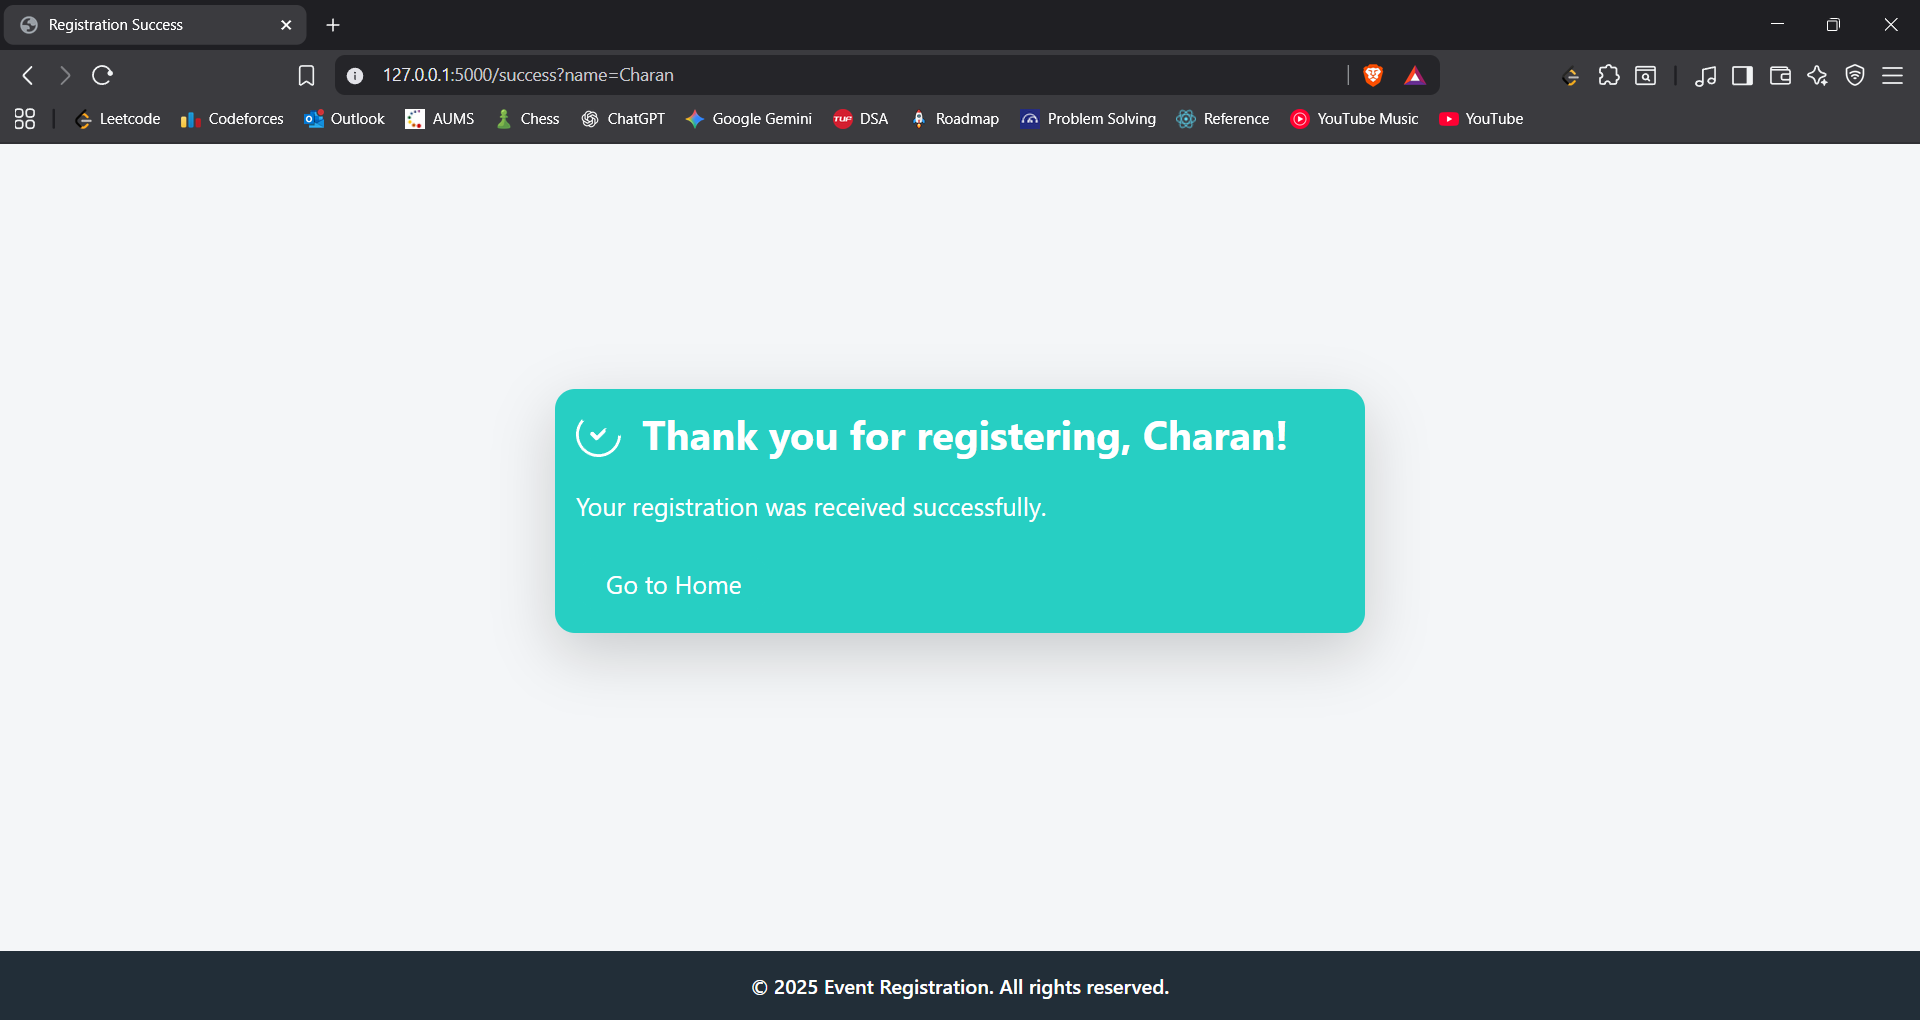 Registration Success
127.0.0.1:5000/success?name=Charan
Leetcode Codeforces Outlook AUMS Chess ChatGPT Google Gemini TUF DSA Roadmap Problem Solving Reference YouTube Music YouTube
Thank you for registering, Charan!
Your registration was received successfully.
Go to Home
© 2025 Event Registration. All rights reserved.